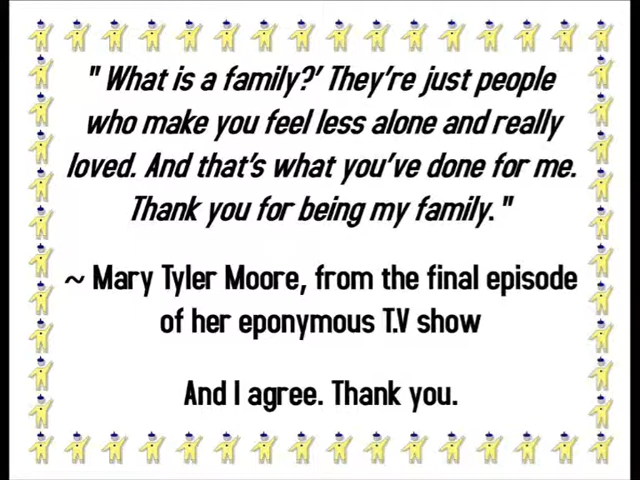 " What is a family?' They're just people
who make you feel less alone and really
loved. And that's what you've done for me.
Thank you for being my family. "
~ Mary Tyler Moore, from the final episode
of her eponymous T.V show
And I agree. Thank you.